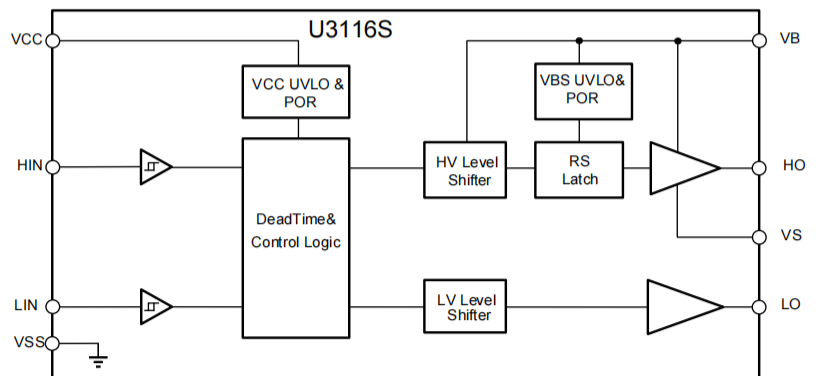 U3116S
VCC
VB
VCC UVLO &
POR
VBS UVLO&
POR
HIN
HV Level
Shifter
RS
Latch
HO
DeadTime&
Control Logic
VS
LIN
LV Level
Shifter
LO
VSS